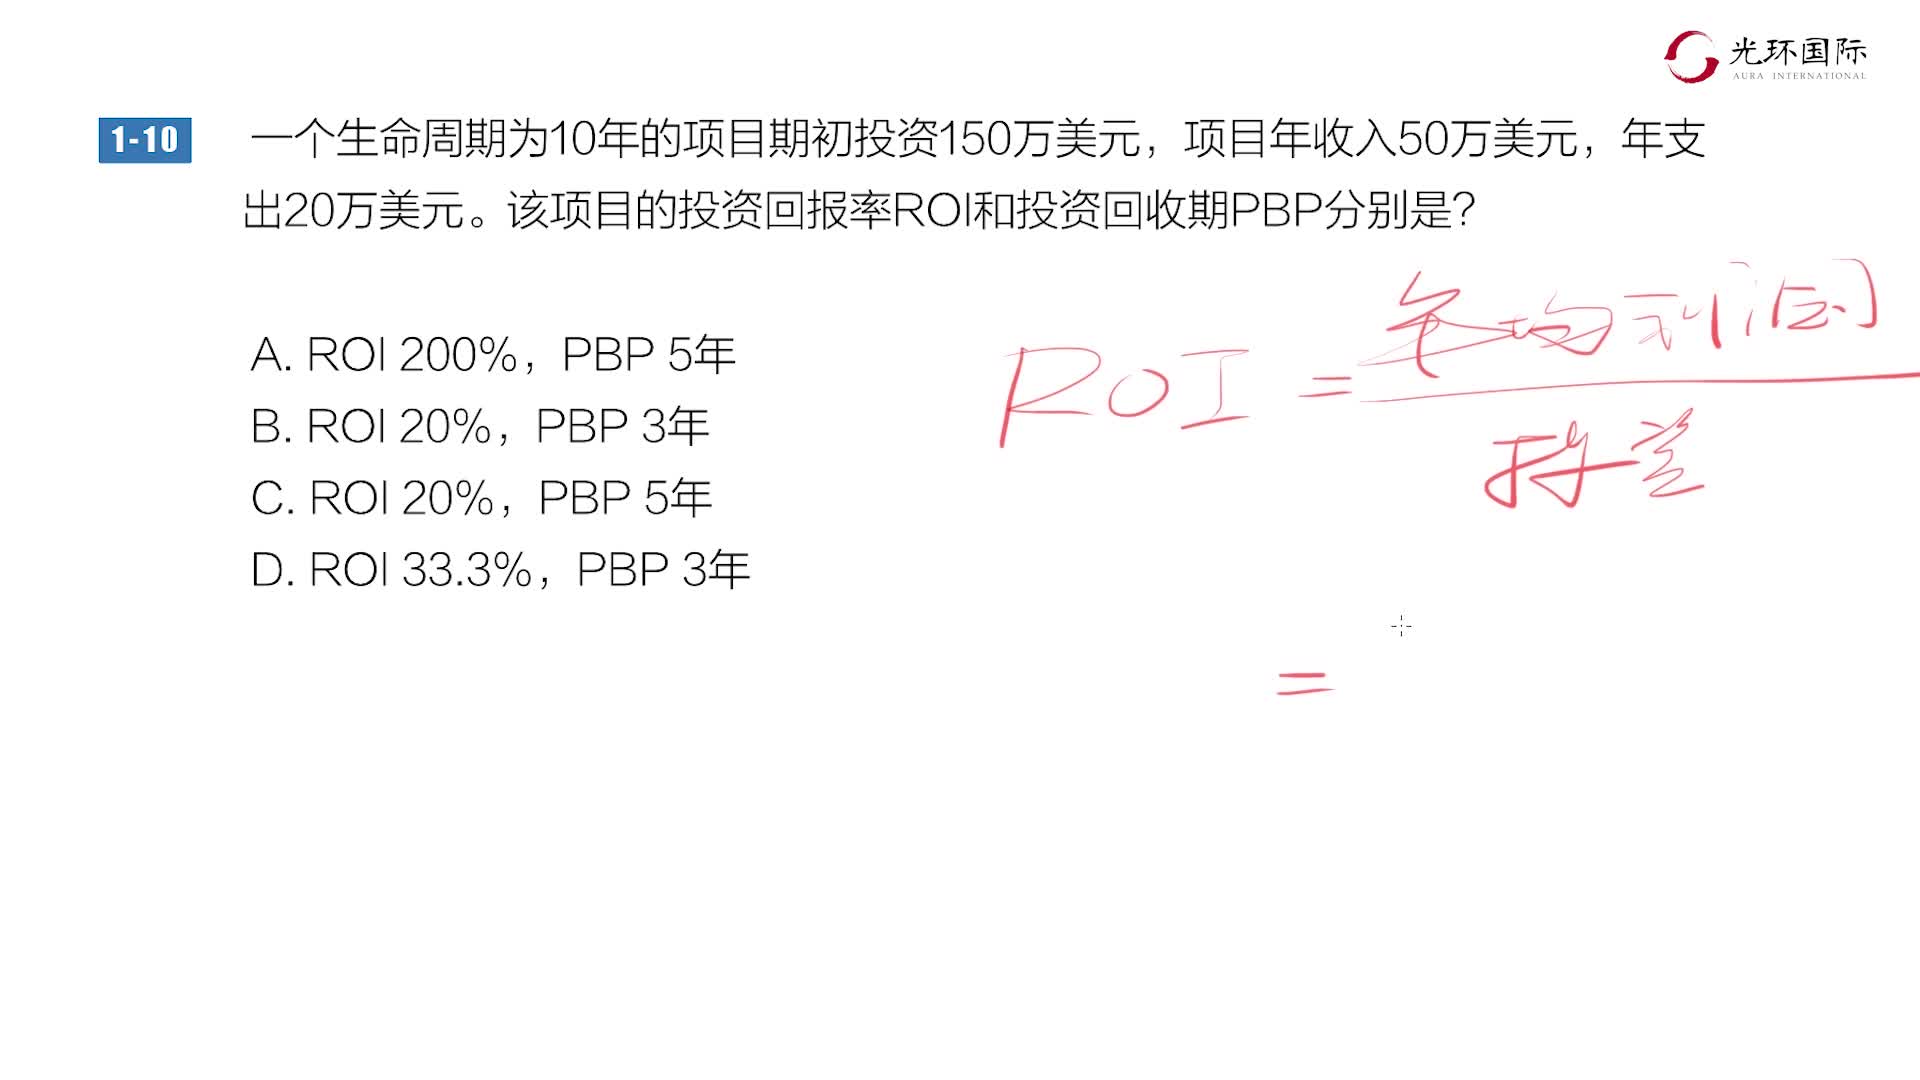 光环国际
AURA INTERNATIONAL
1-10 一个生命周期为10年的项目期初投资150万美元，项目年收入50万美元，年支
出20万美元。该项目的投资回报率ROI和投资回收期PBP分别是？
A. ROI 200%，PBP 5年
B. ROI 20%，PBP 3年
C. ROI 20%，PBP 5年
D. ROI 33.3%，PBP 3年
年均利润
ROI =
=